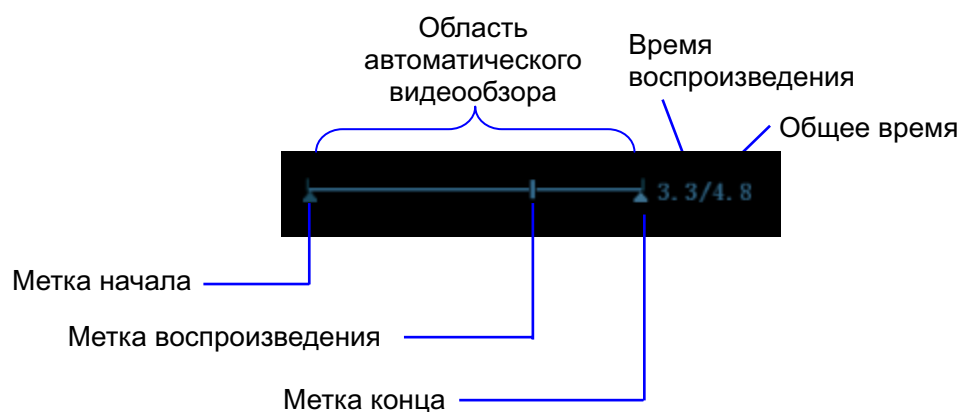 Область
автоматического
видеообзора
Время
воспроизведения
Общее время
3.3/4.8
Метка начала
Метка воспроизведения
Метка конца